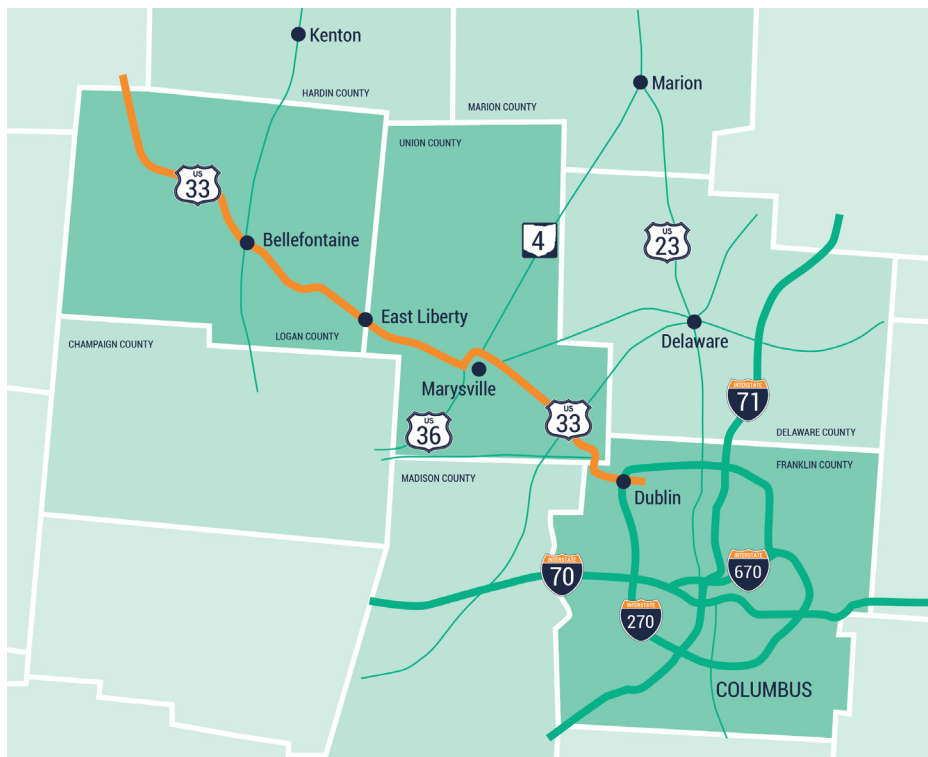 Kenton
HARDIN COUNTY
MARION COUNTY
Marion
UNION COUNTY
US
33
Bellefontaine
4
US
23
East Liberty
LOGAN COUNTY
CHAMPAIGN COUNTY
Delaware
Marysville
US
36
US
33
INTERSTATE
71
DELAWARE COUNTY
MADISON COUNTY
FRANKLIN COUNTY
Dublin
INTERSTATE
70
INTERSTATE
670
INTERSTATE
270
COLUMBUS